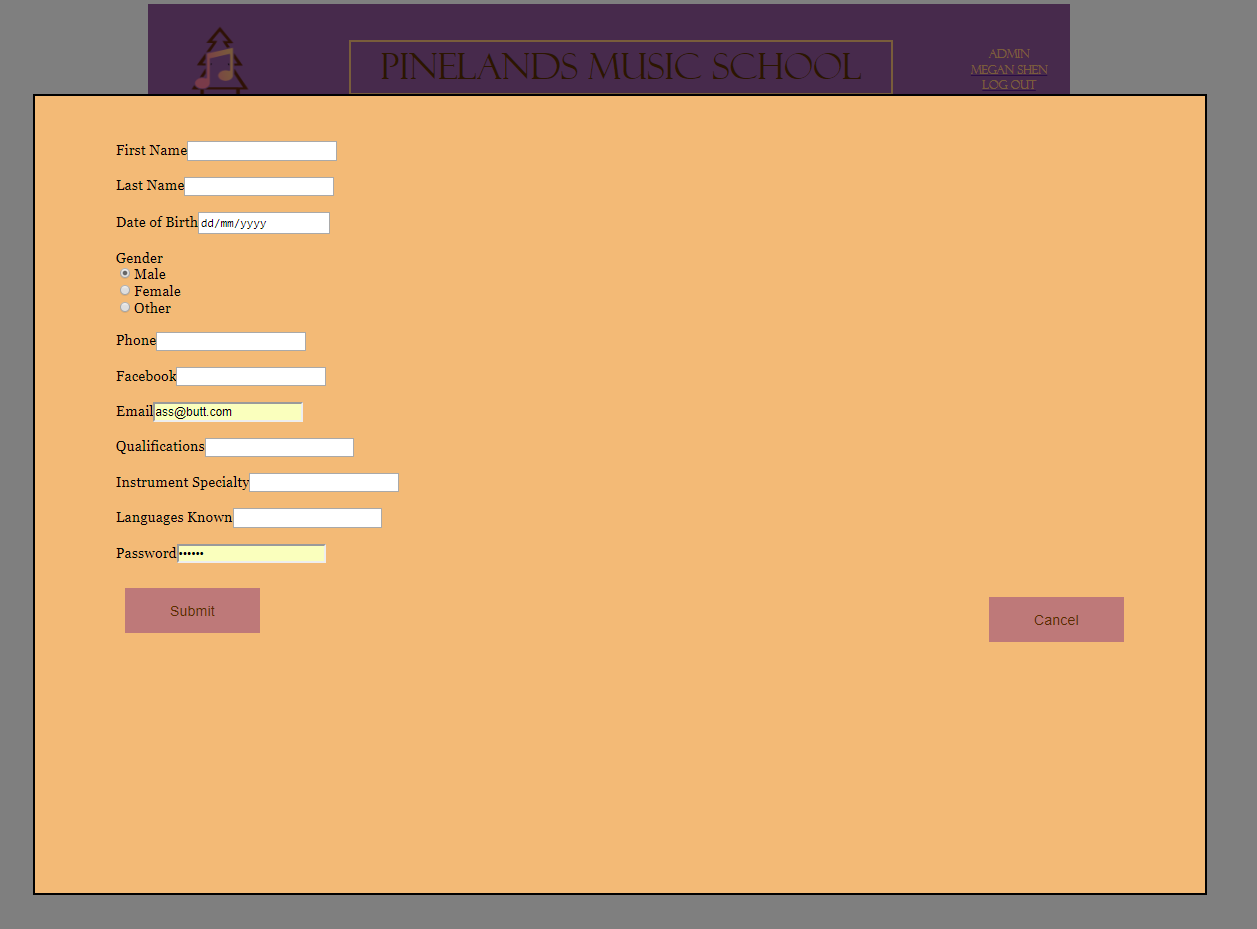 PINELANDS MUSIC SCHOOL
ADMIN
MEGAN SHEN
LOG OUT
First Name
Last Name
Date of Birth dd/mm/yyyy
Gender
Male
Female
Other
Phone
Facebook
Email ass@butt.com
Qualifications
Instrument Specialty
Languages Known
Password ••••••
Submit
Cancel